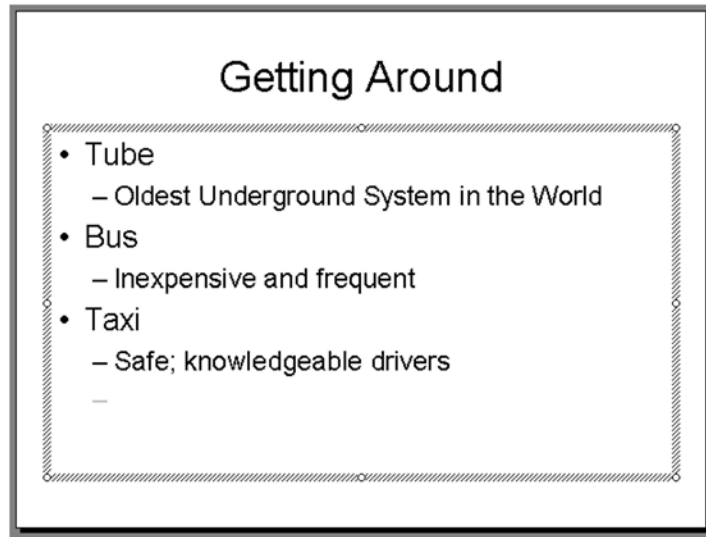 Getting Around
• Tube
– Oldest Underground System in the World
• Bus
– Inexpensive and frequent
• Taxi
– Safe; knowledgeable drivers
–